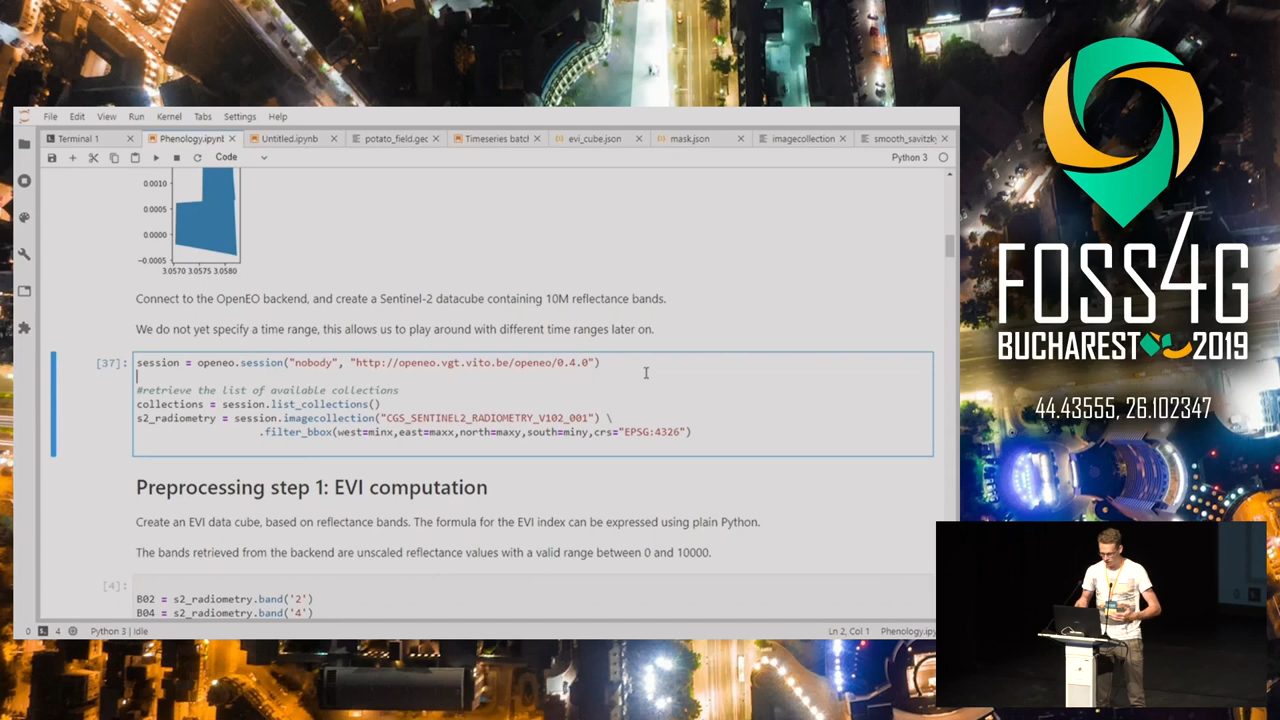 File Edit View Run Kernel Tabs Settings Help
Terminal 1 Phenology.ipynb Untitled.ipynb potato_field.geo Timeseries batch evi_cube.json mask.json imagecollection smooth_savitzky
Code
Python 3
0.0010
0.0005
0.0000
−0.0005
3.0570 3.0575 3.0580
Connect to the OpenEO backend, and create a Sentinel-2 datacube containing 10M reflectance bands.
We do not yet specify a time range, this allows us to play around with different time ranges later on.
[37]: session = openeo.session("nobody", "http://openeo.vgt.vito.be/openeo/0.4.0")
#retrieve the list of available collections
collections = session.list_collections()
s2_radiometry = session.imagecollection("CGS_SENTINEL2_RADIOMETRY_V102_001") \
.filter_bbox(west=minx,east=maxx,north=maxy,south=miny,crs="EPSG:4326")
Preprocessing step 1: EVI computation
Create an EVI data cube, based on reflectance bands. The formula for the EVI index can be expressed using plain Python.
The bands retrieved from the backend are unscaled reflectance values with a valid range between 0 and 10000.
[4]:
B02 = s2_radiometry.band('2')
B04 = s2_radiometry.band('4')
0 4 Python 3 | Idle Ln 2, Col 1 Phenology.ipy
FOSS4G
BUCHAREST 2019
44.43555, 26.102347